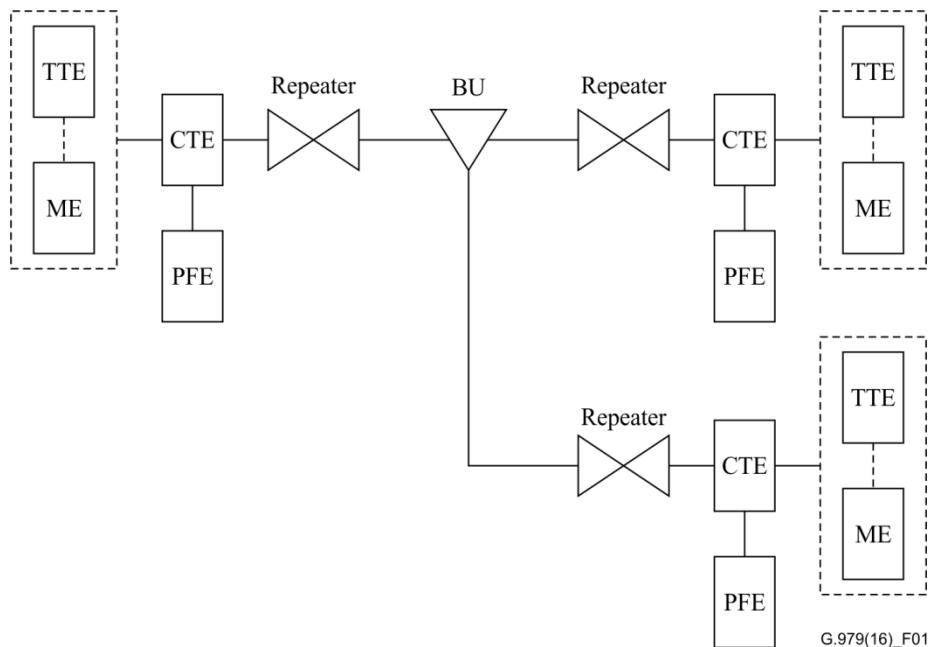 TTE
ME
CTE
PFE
Repeater
BU
Repeater
CTE
PFE
TTE
ME
Repeater
CTE
PFE
TTE
ME
G.979(16)_F01